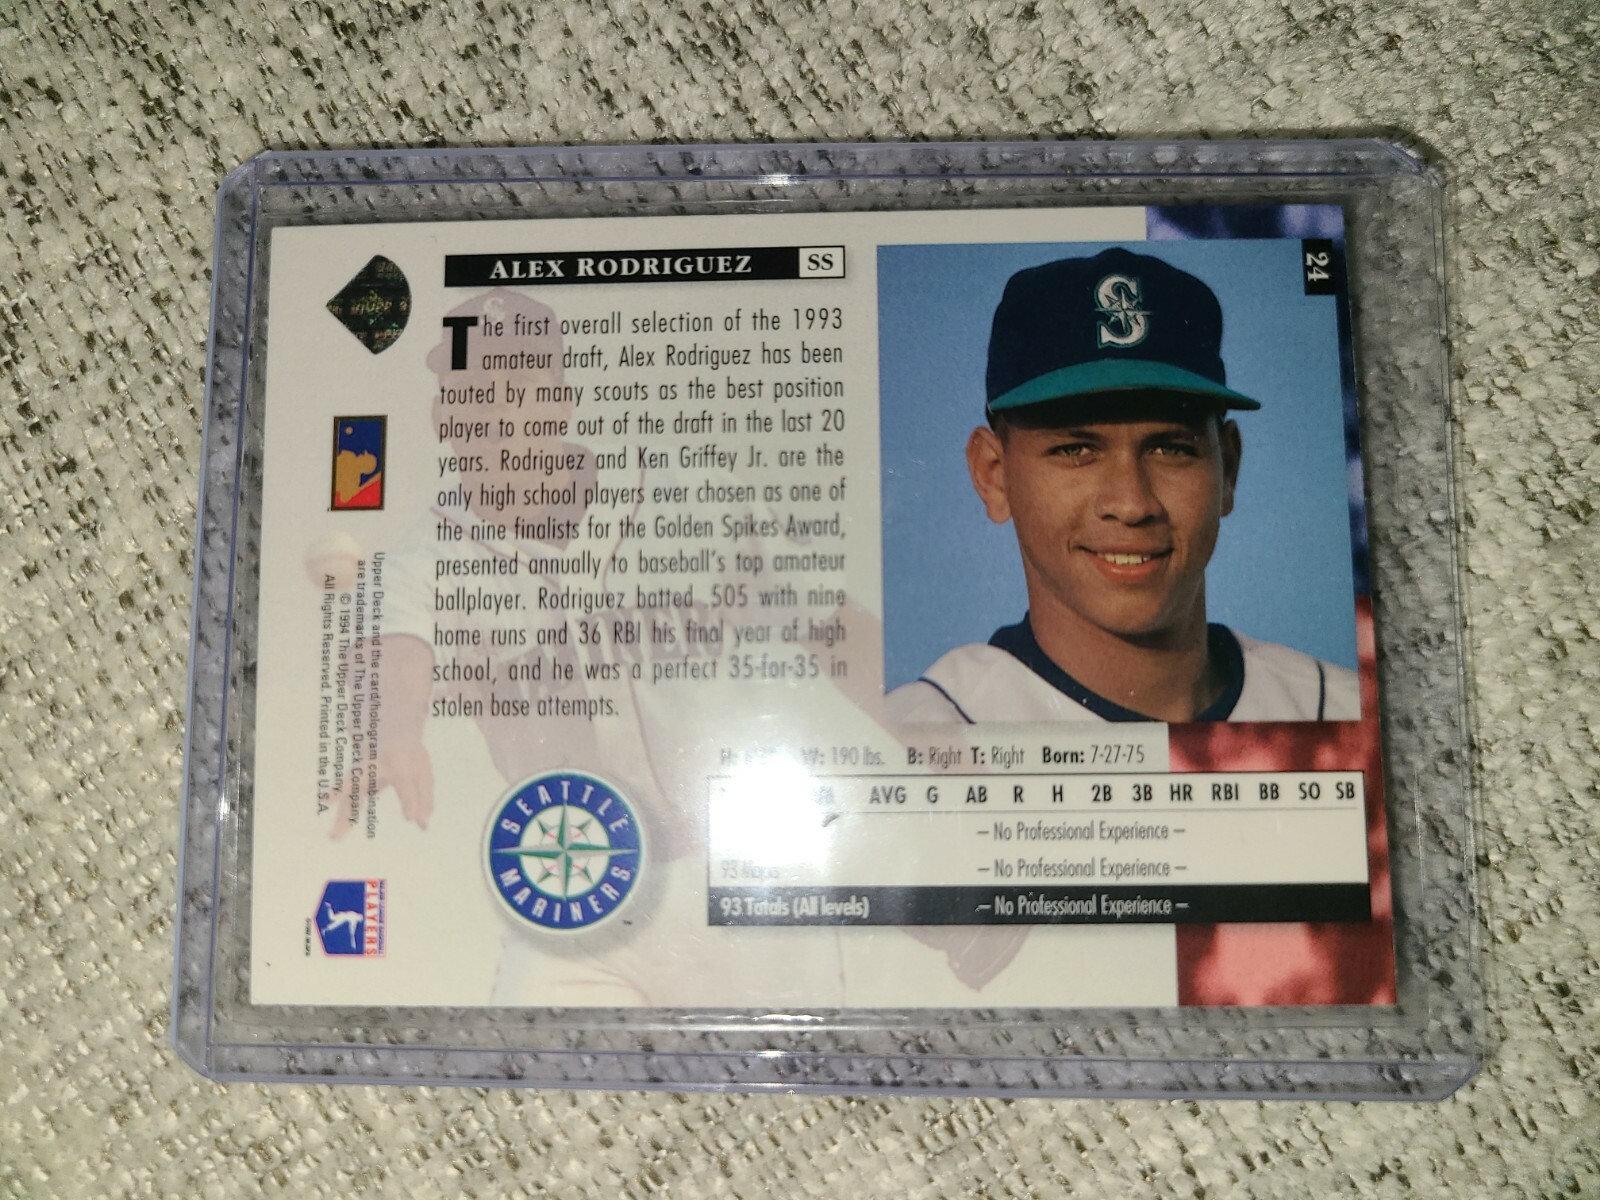 ALEX RODRIGUEZ SS
24
The first overall selection of the 1993
amateur draft, Alex Rodriguez has been
touted by many scouts as the best position
player to come out of the draft in the last 20
years. Rodriguez and Ken Griffey Jr. are the
only high school players ever chosen as one of
the nine finalists for the Golden Spikes Award,
presented annually to baseball's top amateur
ballplayer. Rodriguez batted .505 with nine
home runs and 36 RBI his final year of high
school, and he was a perfect 35-for-35 in
stolen base attempts.
S
W: 190 lbs. B: Right T: Right Born: 7-27-75
AVG G AB R H 2B 3B HR RBI BB SO SB
– No Professional Experience –
93 – No Professional Experience –
93 Totals (All levels) – No Professional Experience –
SEATTLE
MARINERS
TM
Upper Deck and the card/hologram combination
are trademarks of The Upper Deck Company.
© 1994 The Upper Deck Company.
All Rights Reserved. Printed in the U.S.A.
PLAYERS